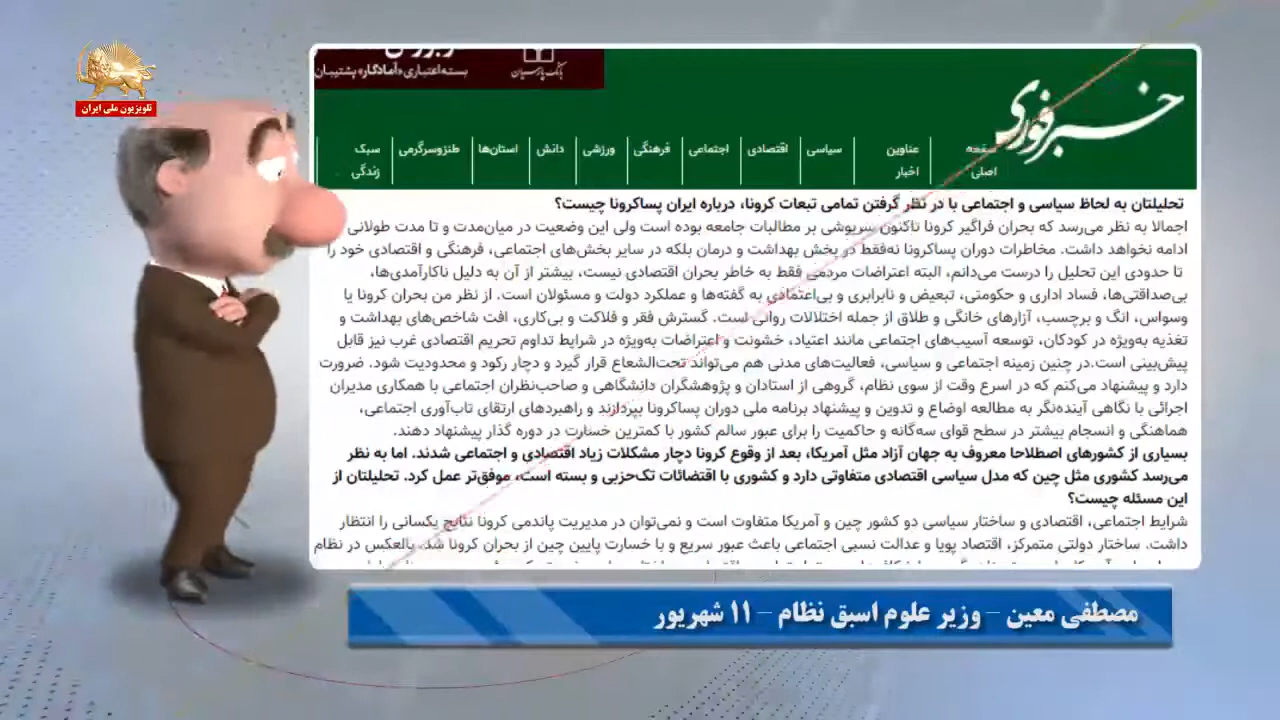 تلویزیون ملی ایران
بسته اعتباری «آمادگار» پشتیبان
بانک پارسیان
خبرفوری
صفحه اصلی
عناوین اخبار
سیاسی
اقتصادی
اجتماعی
فرهنگی
ورزشی
دانش
استان‌ها
طنزوسرگرمی
سبک زندگی
تحلیلتان به لحاظ سیاسی و اجتماعی با در نظر گرفتن تمامی تبعات کرونا، درباره ایران پساکرونا چیست؟
اجمالا به نظر می‌رسد که بحران فراگیر کرونا تاکنون سرپوشی بر مطالبات جامعه بوده است ولی این وضعیت در میان‌مدت و تا مدت طولانی
ادامه نخواهد داشت. مخاطرات دوران پساکرونا نه‌فقط در بخش بهداشت و درمان بلکه در سایر بخش‌های اجتماعی، فرهنگی و اقتصادی خود را
تا حدودی این تحلیل را درست می‌دانم، البته اعتراضات مردمی فقط به خاطر بحران اقتصادی نیست، بیشتر از آن به دلیل ناکارآمدی‌ها،
بی‌صداقتی‌ها، فساد اداری و حکومتی، تبعیض و نابرابری و بی‌اعتمادی به گفته‌ها و عملکرد دولت و مسئولان است. از نظر من بحران کرونا یا
وسواس، انگ و برچسب، آزارهای خانگی و طلاق از جمله اختلالات روانی است. گسترش فقر و فلاکت و بی‌کاری، افت شاخص‌های بهداشت و
تغذیه به‌ویژه در کودکان، توسعه آسیب‌های اجتماعی مانند اعتیاد، خشونت و اعتراضات به‌ویژه در شرایط تداوم تحریم اقتصادی غرب نیز قابل
پیش‌بینی است.در چنین زمینه اجتماعی و سیاسی، فعالیت‌های مدنی هم می‌تواند تحت‌الشعاع قرار گیرد و دچار رکود و محدودیت شود. ضرورت
دارد و پیشنهاد می‌کنم که در اسرع وقت از سوی نظام، گروهی از استادان و پژوهشگران دانشگاهی و صاحب‌نظران اجتماعی با همکاری مدیران
اجرائی با نگاهی آینده‌نگر به مطالعه اوضاع و تدوین و پیشنهاد برنامه ملی دوران پساکرونا بپردازند و راهبردهای ارتقای تاب‌آوری اجتماعی،
هماهنگی و انسجام بیشتر در سطح قوای سه‌گانه و حاکمیت را برای عبور سالم کشور با کمترین خسارت در دوره گذار پیشنهاد دهند.
بسیاری از کشورهای اصطلاحا معروف به جهان آزاد مثل آمریکا، بعد از وقوع کرونا دچار مشکلات زیاد اقتصادی و اجتماعی شدند. اما به نظر
می‌رسد کشوری مثل چین که مدل سیاسی اقتصادی متفاوتی دارد و کشوری با اقتضائات تک‌حزبی و بسته است، موفق‌تر عمل کرد. تحلیلتان از
این مسئله چیست؟
شرایط اجتماعی، اقتصادی و ساختار سیاسی دو کشور چین و آمریکا متفاوت است و نمی‌توان در مدیریت پاندمی کرونا نتایج یکسانی را انتظار
داشت. ساختار دولتی متمرکز، اقتصاد پویا و عدالت نسبی اجتماعی باعث عبور سریع و با خسارت پایین چین از بحران کرونا شد. بالعکس در نظام
مصطفی معین – وزیر علوم اسبق نظام – ۱۱ شهریور